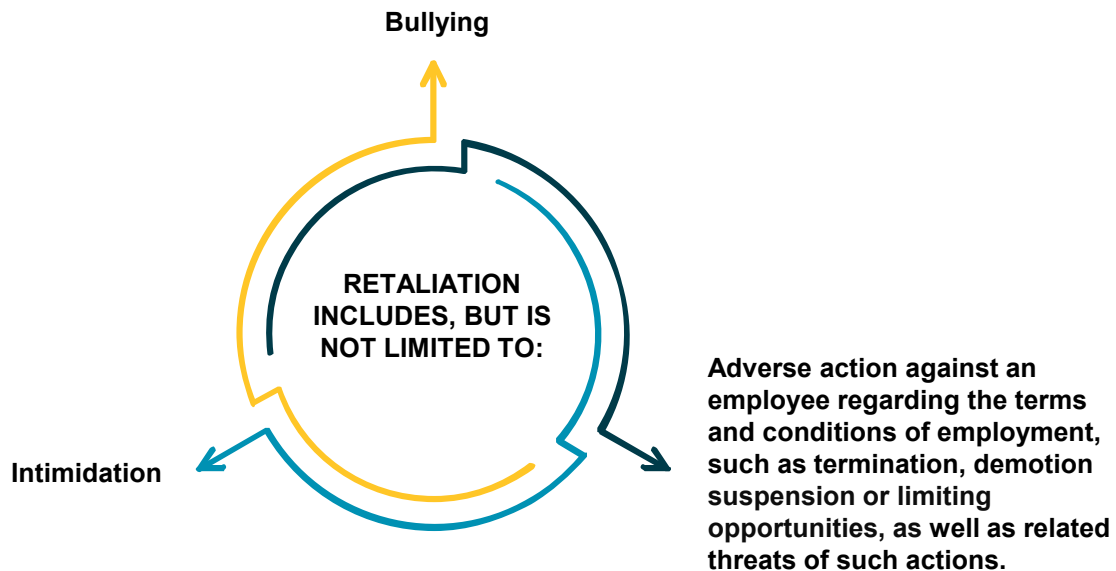 Bullying
RETALIATION
INCLUDES, BUT IS
NOT LIMITED TO:
Adverse action against an
employee regarding the terms
and conditions of employment,
such as termination, demotion
suspension or limiting
opportunities, as well as related
threats of such actions.
Intimidation